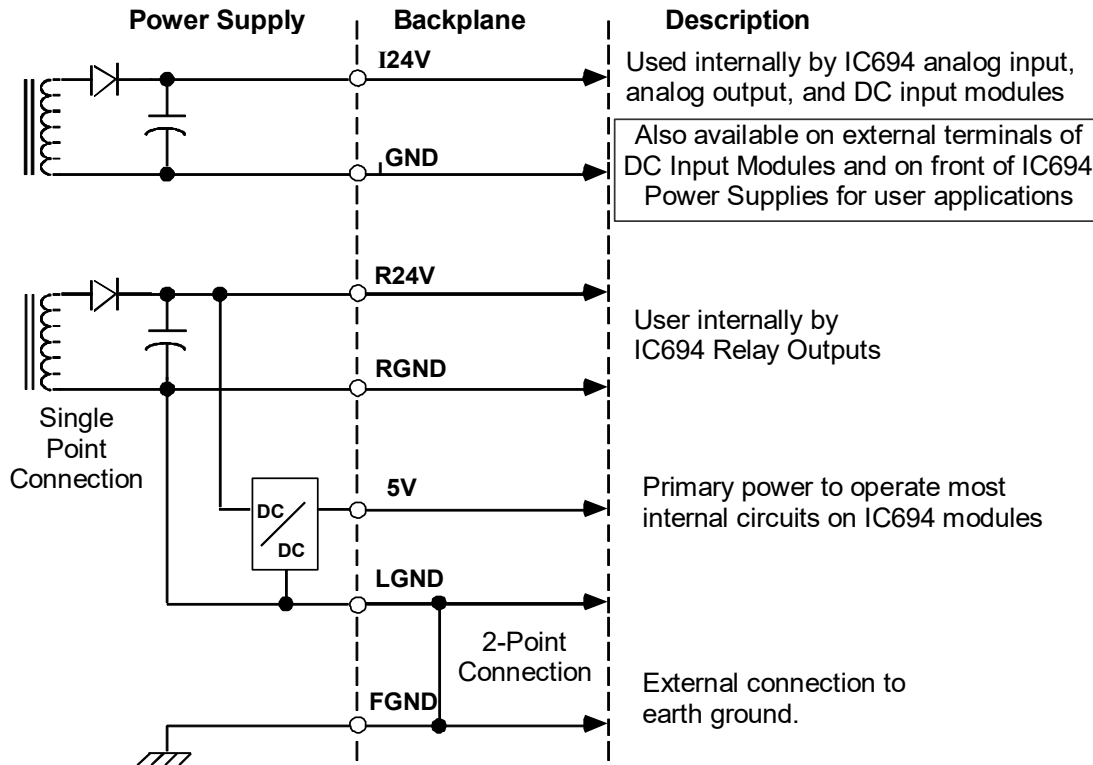 Power Supply
Backplane
Description
I24V
Used internally by IC694 analog input,
analog output, and DC input modules
GND
Also available on external terminals of
DC Input Modules and on front of IC694
Power Supplies for user applications
R24V
User internally by
IC694 Relay Outputs
RGND
Single
Point
Connection
DC
DC
5V
Primary power to operate most
internal circuits on IC694 modules
LGND
2-Point
Connection
FGND
External connection to
earth ground.